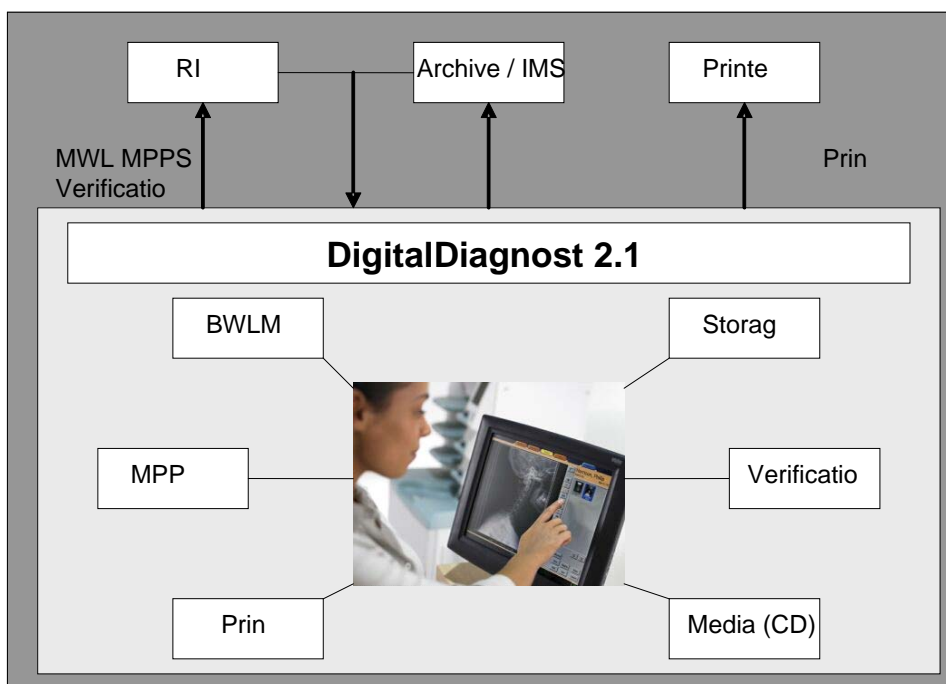 RI
Archive / IMS
Printe
MWL MPPS
Verificatio
Prin
DigitalDiagnost 2.1
BWLM
Storag
MPP
Verificatio
Prin
Media (CD)